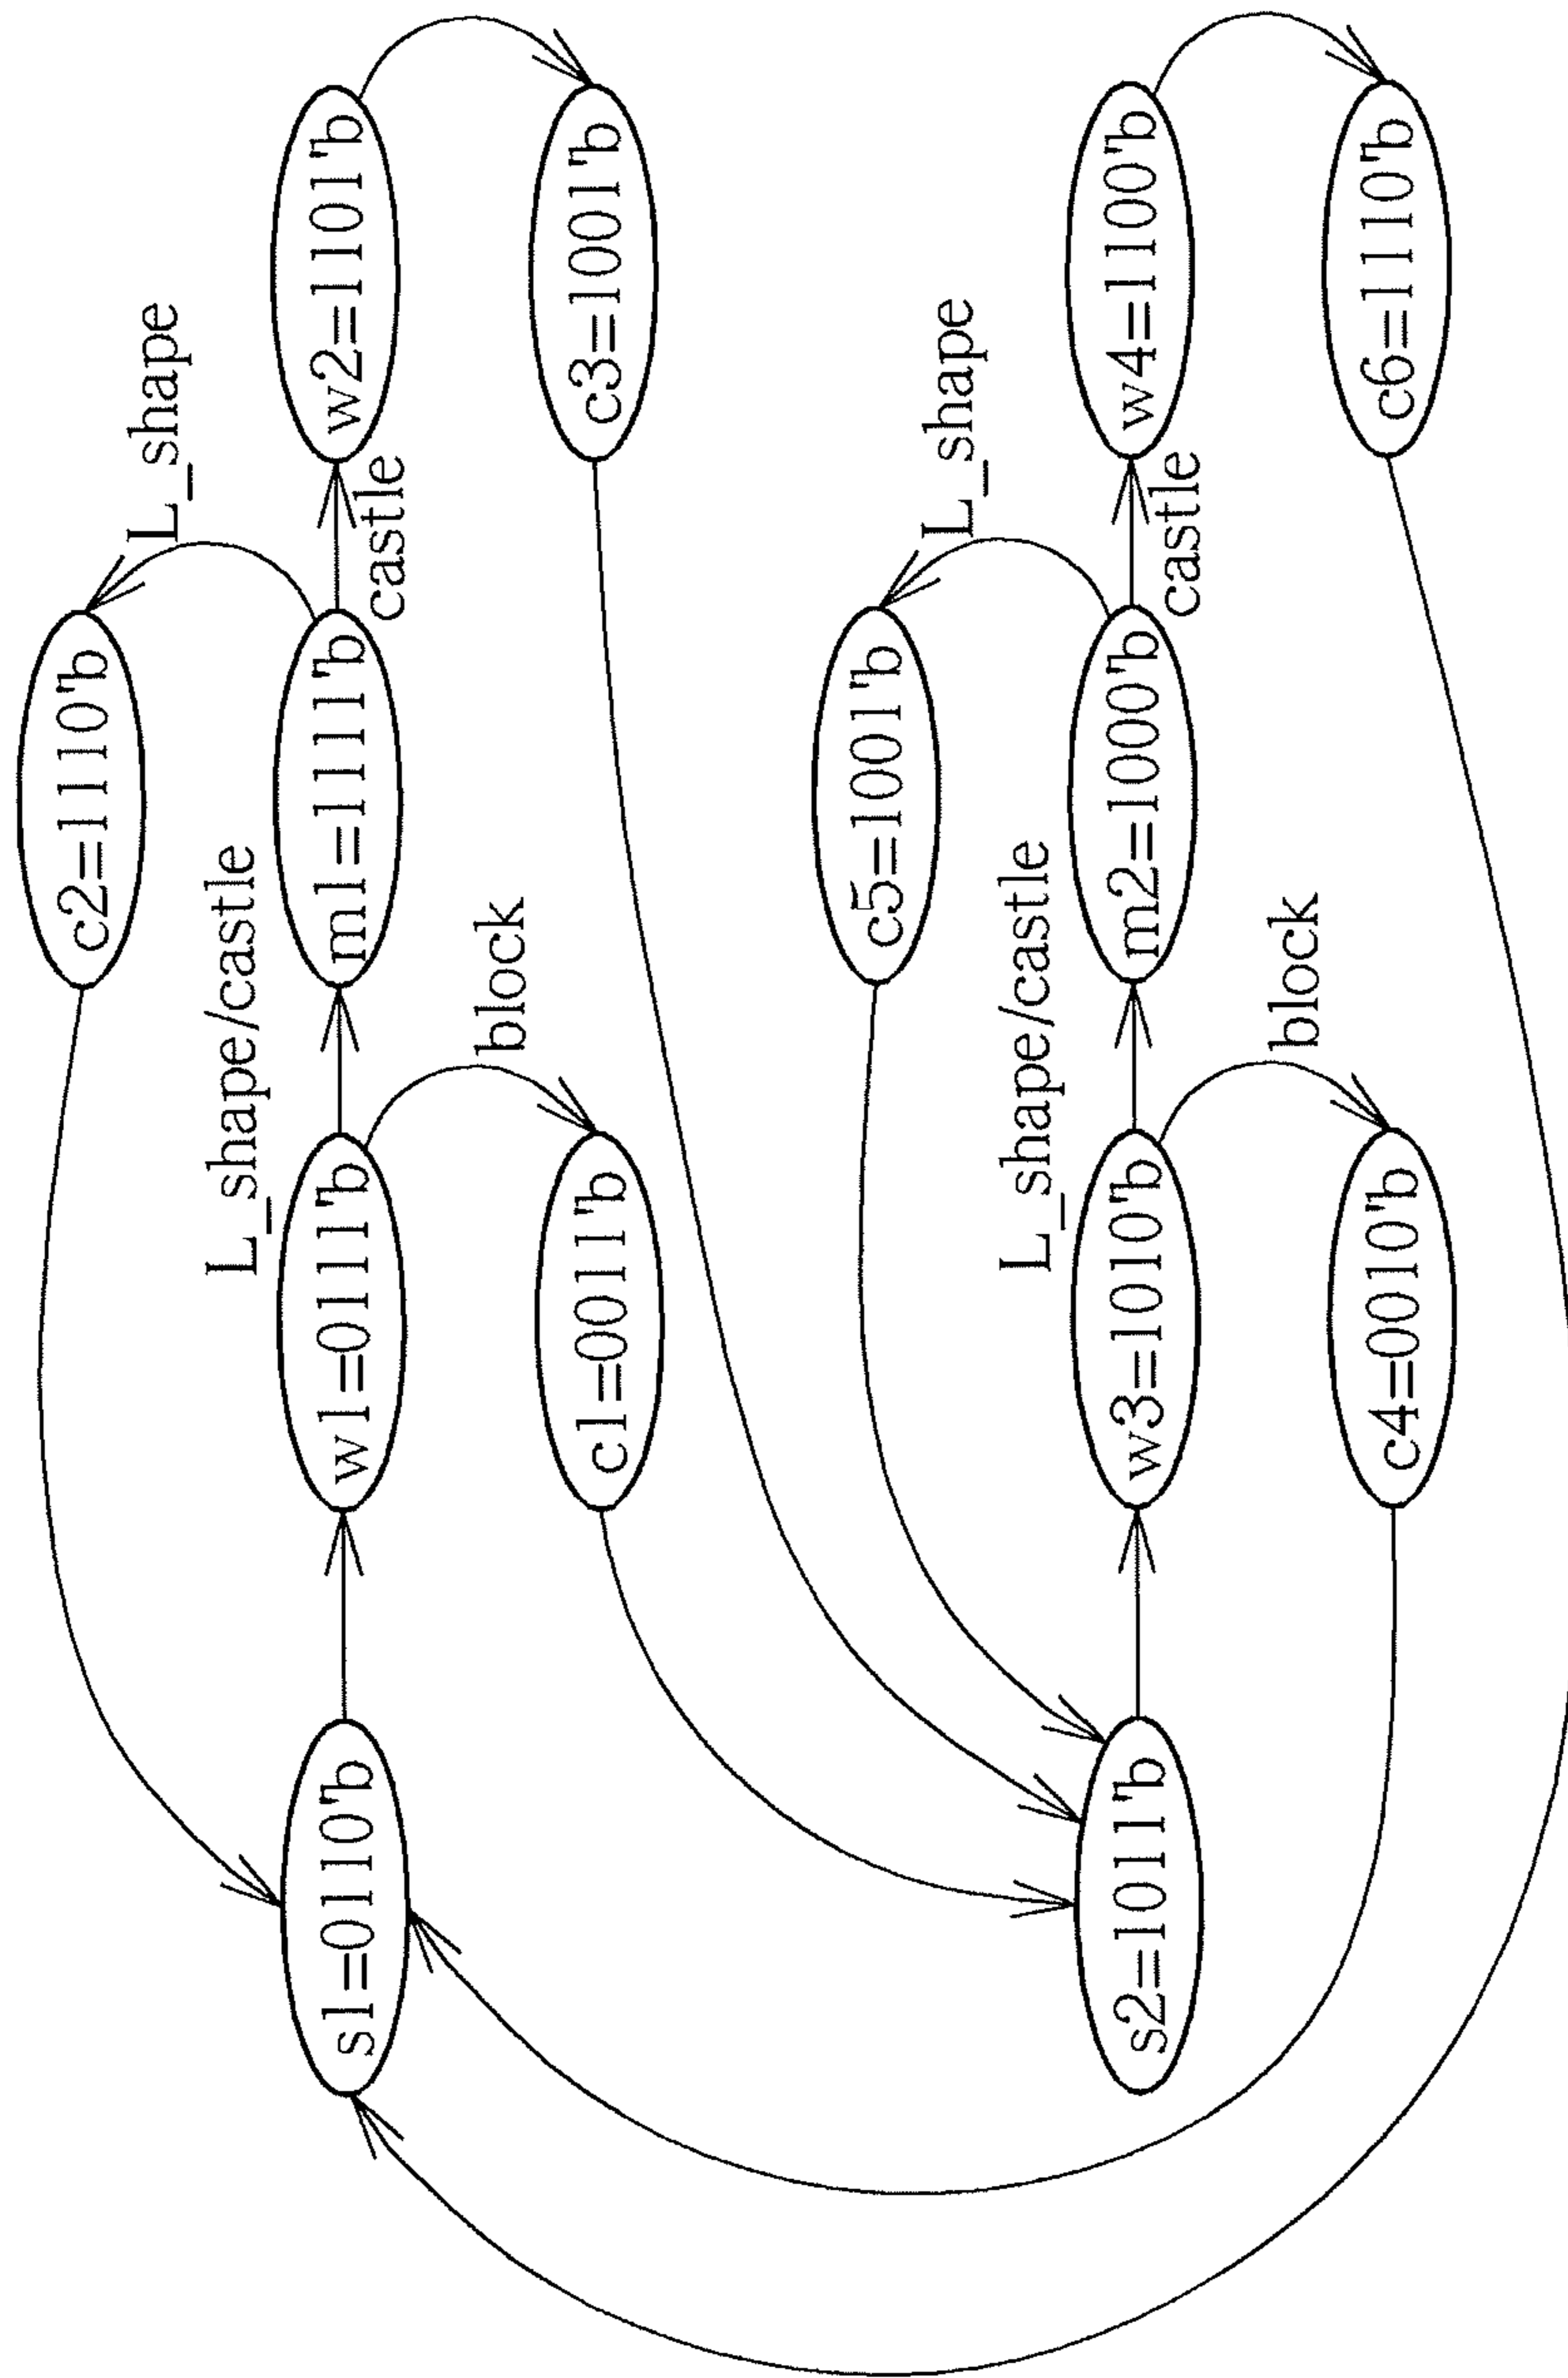 c2=1110'b
L_shape
s1=0110'b
w1=0111'b
L_shape/castle
m1=1111'b
castle
w2=1101'b
c1=0011'b
block
c3=1001'b
c5=1001'b
L_shape
s2=1011'b
w3=1010'b
L_shape/castle
m2=1000'b
castle
w4=1100'b
c4=0010'b
block
c6=1110'b